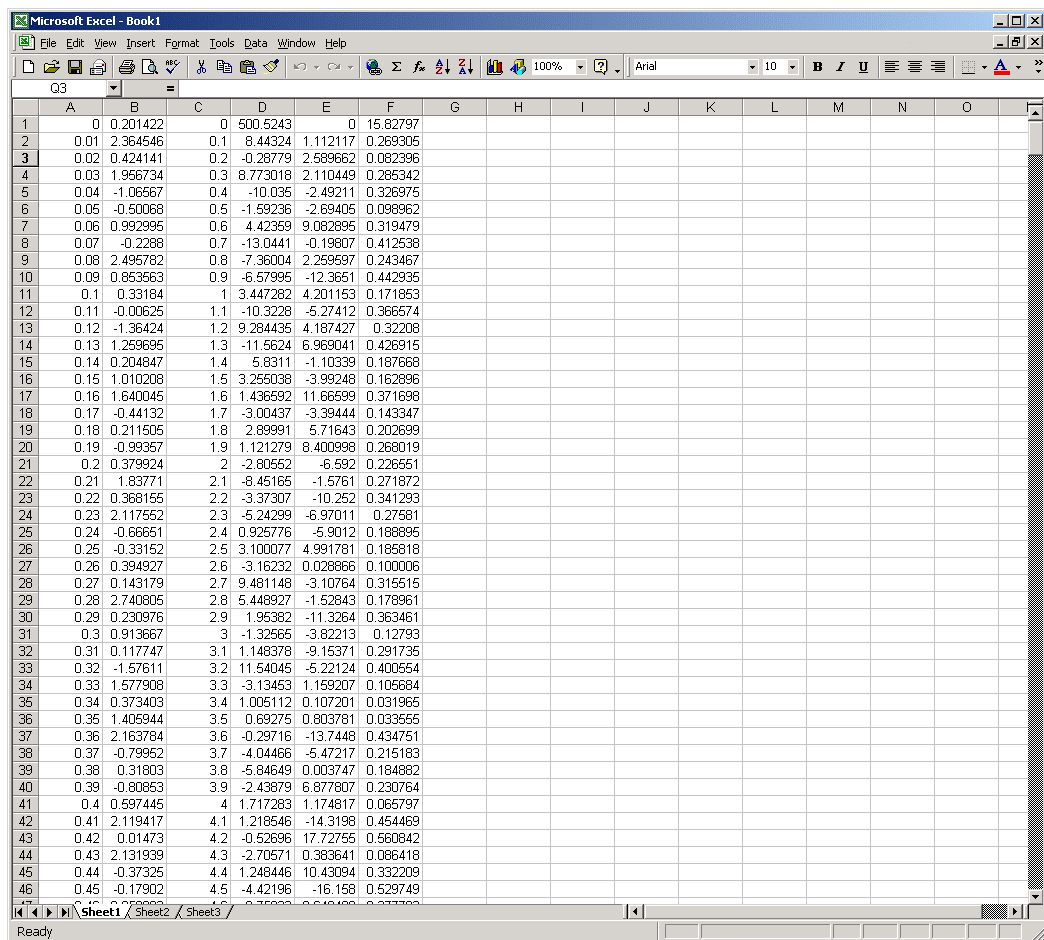 Microsoft Excel - Book1
File Edit View Insert Format Tools Data Window Help
100% Arial 10 B I U
Q3 =
A B C D E F G H I J K L M N O
1 0 0.201422 0 500.5243 0 15.82797
2 0.01 2.364546 0.1 8.44324 1.112117 0.269305
3 0.02 0.424141 0.2 -0.28779 2.589662 0.082396
4 0.03 1.956734 0.3 8.773018 2.110449 0.285342
5 0.04 -1.06567 0.4 -10.035 -2.49211 0.326975
6 0.05 -0.50068 0.5 -1.59236 -2.69405 0.098962
7 0.06 0.992995 0.6 4.42359 9.082895 0.319479
8 0.07 -0.2288 0.7 -13.0441 -0.19807 0.412538
9 0.08 2.495782 0.8 -7.36004 2.259597 0.243467
10 0.09 0.853563 0.9 -6.57995 -12.3651 0.442935
11 0.1 0.33184 1 3.447282 4.201153 0.171853
12 0.11 -0.00625 1.1 -10.3228 -5.27412 0.366574
13 0.12 -1.36424 1.2 9.284435 4.187427 0.32208
14 0.13 1.259695 1.3 -11.5624 6.969041 0.426915
15 0.14 0.204847 1.4 5.8311 -1.10339 0.187668
16 0.15 1.010208 1.5 3.255038 -3.99248 0.162896
17 0.16 1.640045 1.6 1.436592 11.66599 0.371698
18 0.17 -0.44132 1.7 -3.00437 -3.39444 0.143347
19 0.18 0.211505 1.8 2.89991 5.71643 0.202699
20 0.19 -0.99357 1.9 1.121279 8.400998 0.268019
21 0.2 0.379924 2 -2.80552 -6.592 0.226551
22 0.21 1.83771 2.1 -8.45165 -1.5761 0.271872
23 0.22 0.368155 2.2 -3.37307 -10.252 0.341293
24 0.23 2.117552 2.3 -5.24299 -6.97011 0.27581
25 0.24 -0.66651 2.4 0.925776 -5.9012 0.188895
26 0.25 -0.33152 2.5 3.100077 4.991781 0.185818
27 0.26 0.394927 2.6 -3.16232 0.028866 0.100006
28 0.27 0.143179 2.7 9.481148 -3.10764 0.315515
29 0.28 2.740805 2.8 5.448927 -1.52843 0.178961
30 0.29 0.230976 2.9 1.95382 -11.3264 0.363461
31 0.3 0.913667 3 -1.32565 -3.82213 0.12793
32 0.31 0.117747 3.1 1.148378 -9.15371 0.291735
33 0.32 -1.57611 3.2 11.54045 -5.22124 0.400554
34 0.33 1.577908 3.3 -3.13453 1.159207 0.105684
35 0.34 0.373403 3.4 1.005112 0.107201 0.031965
36 0.35 1.405944 3.5 0.69275 0.803781 0.033555
37 0.36 2.163784 3.6 -0.29716 -13.7448 0.434751
38 0.37 -0.79952 3.7 -4.04466 -5.47217 0.215183
39 0.38 0.31803 3.8 -5.84649 0.003747 0.184882
40 0.39 -0.80853 3.9 -2.43879 6.877807 0.230764
41 0.4 0.597445 4 1.717283 1.174817 0.065797
42 0.41 2.119417 4.1 1.218546 -14.3198 0.454469
43 0.42 0.01473 4.2 -0.52696 17.72755 0.560842
44 0.43 2.131939 4.3 -2.70571 0.383641 0.086418
45 0.44 -0.37325 4.4 1.248446 10.43094 0.332209
46 0.45 -0.17902 4.5 -4.42196 -16.158 0.529749
Sheet1 Sheet2 Sheet3
Ready